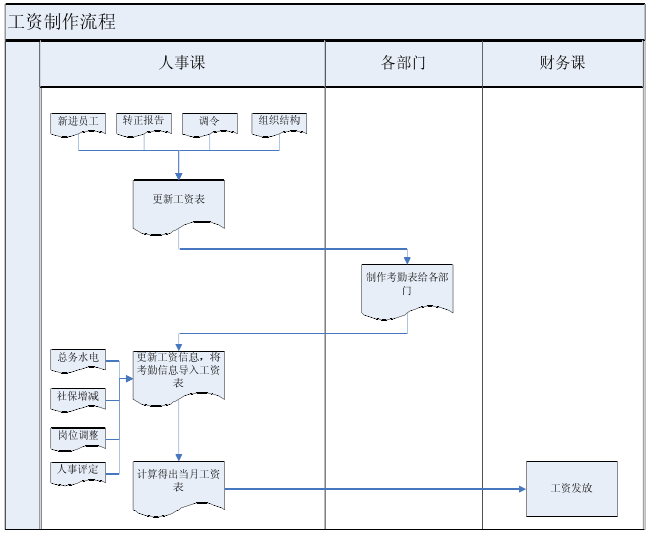 工资制作流程
人事课
各部门
财务课
新进员工
转正报告
调令
组织结构
更新工资表
制作考勤表给各部
门
总务水电
更新工资信息，将
考勤信息导入工资
表
社保增减
岗位调整
人事评定
计算得出当月工资
表
工资发放